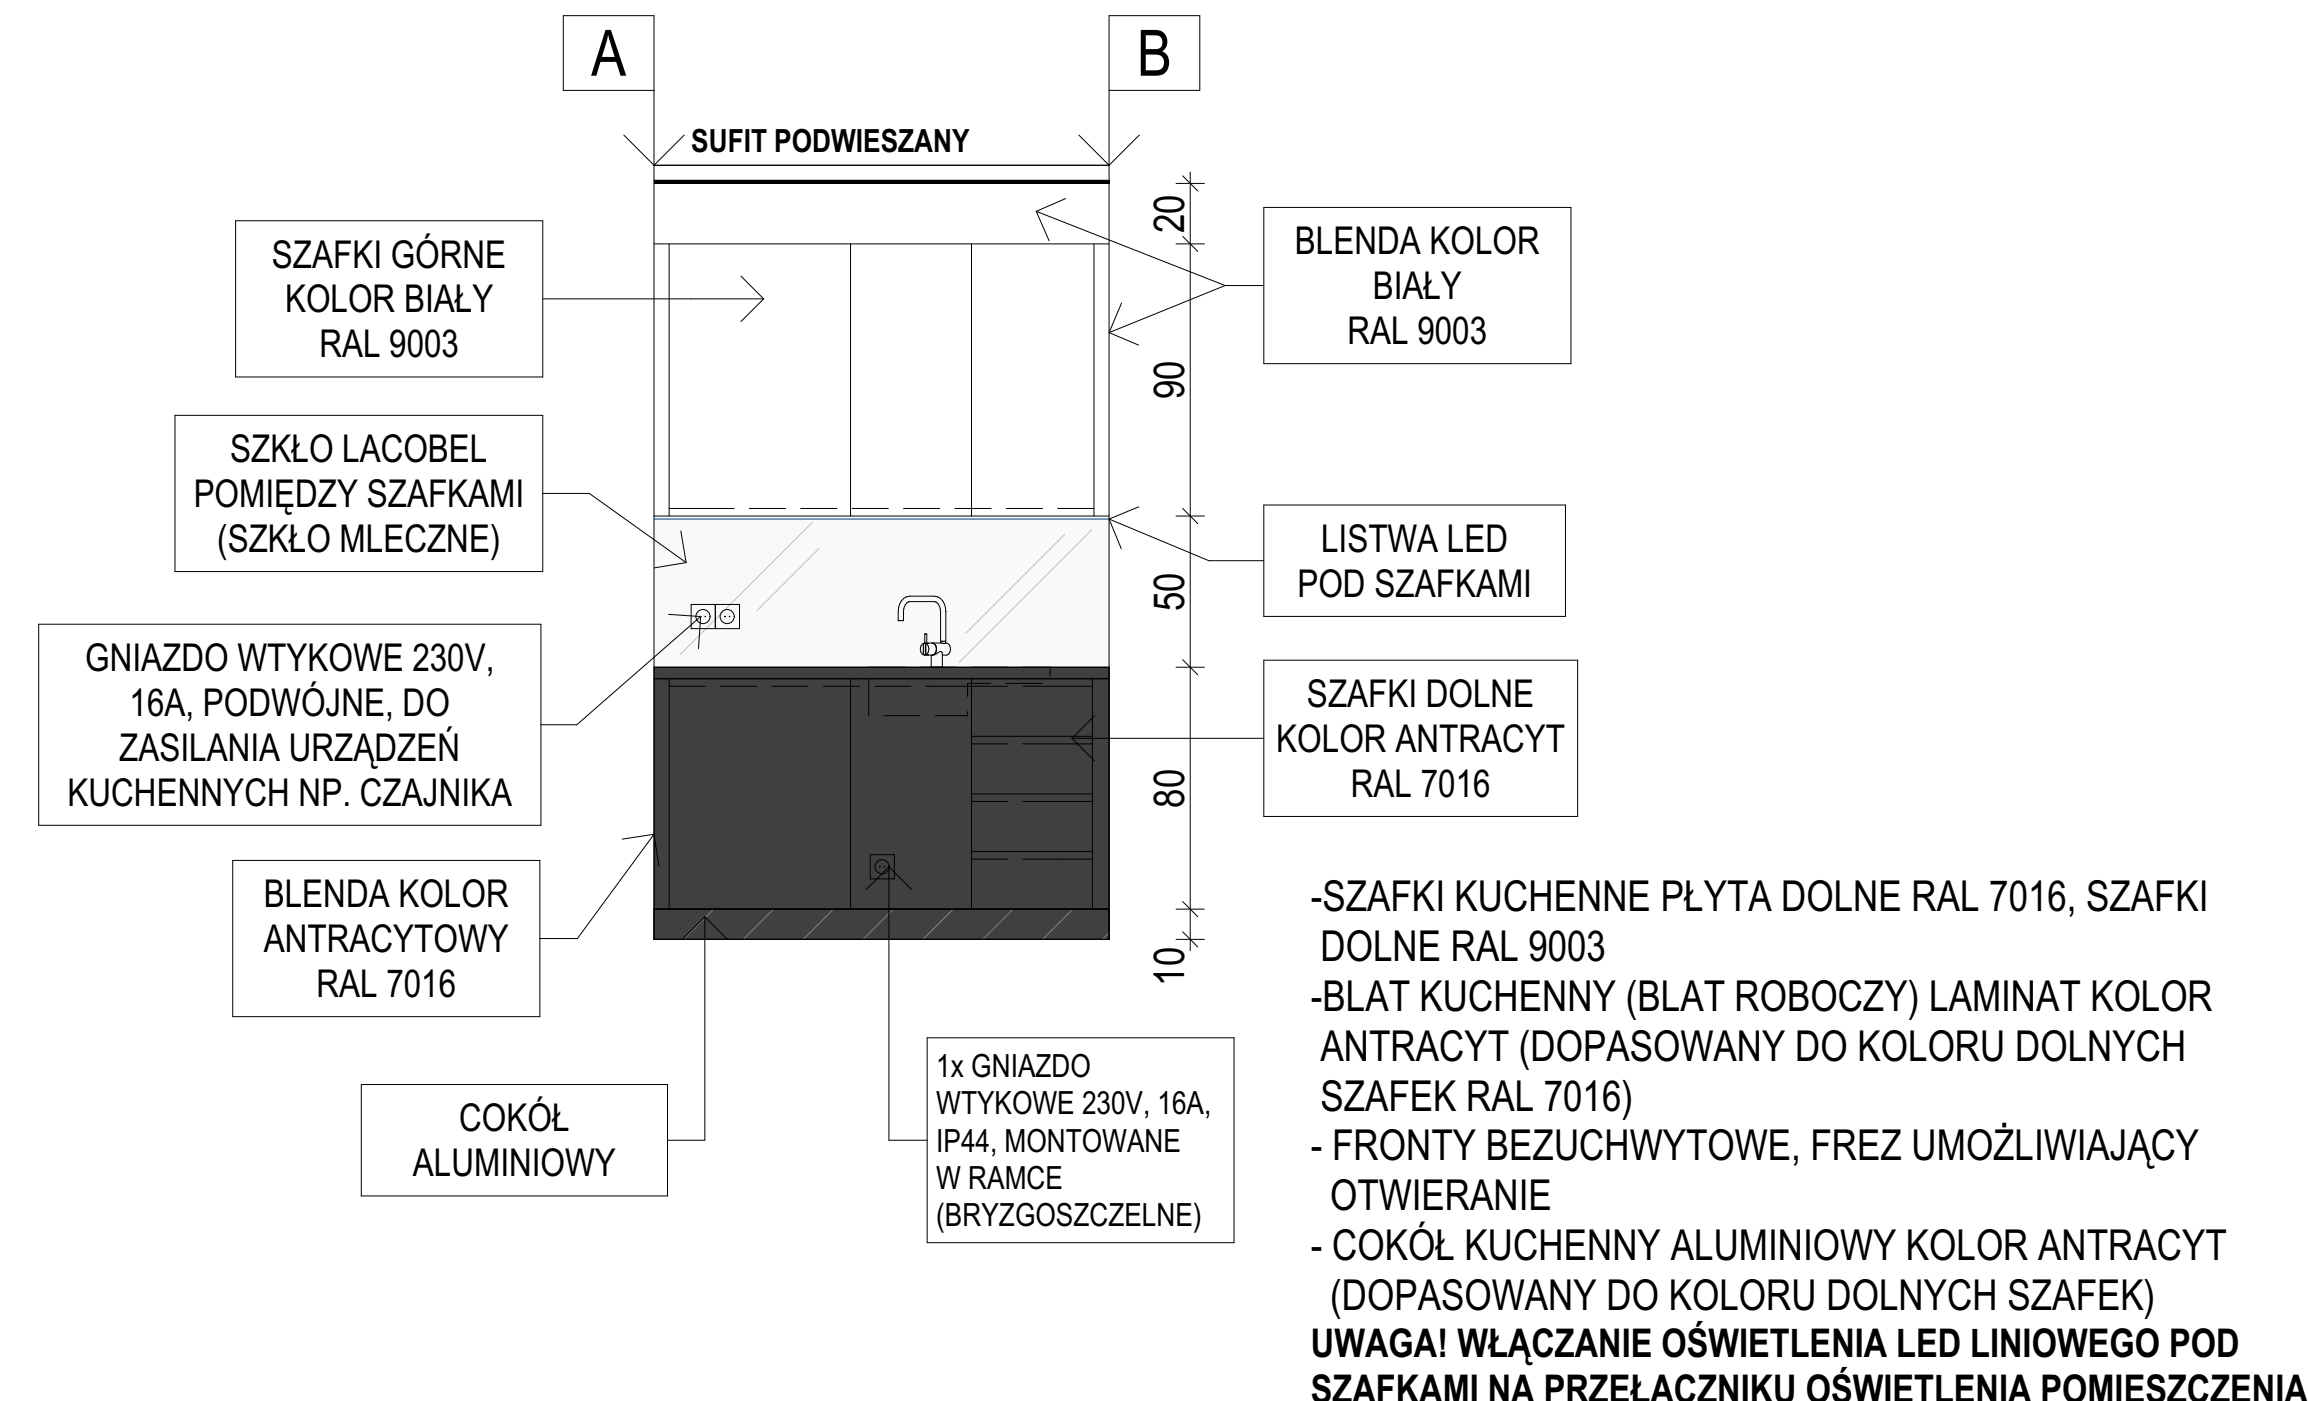 A
B
SUFIT PODWIESZANY
SZAFKI GÓRNE
KOLOR BIAŁY
RAL 9003
20
BLENDA KOLOR
BIAŁY
RAL 9003
90
SZKŁO LACOBEL
POMIĘDZY SZAFKAMI
(SZKŁO MLECZNE)
LISTWA LED
POD SZAFKAMI
50
GNIAZDO WTYKOWE 230V,
16A, PODWÓJNE, DO
ZASILANIA URZĄDZEŃ
KUCHENNYCH NP. CZAJNIKA
SZAFKI DOLNE
KOLOR ANTRACYT
RAL 7016
80
BLENDA KOLOR
ANTRACYTOWY
RAL 7016
10
COKÓŁ
ALUMINIOWY
1x GNIAZDO
WTYKOWE 230V, 16A,
IP44, MONTOWANE
W RAMCE
(BRYZGOSZCZELNE)
-SZAFKI KUCHENNE PŁYTA DOLNE RAL 7016, SZAFKI
DOLNE RAL 9003
-BLAT KUCHENNY (BLAT ROBOCZY) LAMINAT KOLOR
ANTRACYT (DOPASOWANY DO KOLORU DOLNYCH
SZAFEK RAL 7016)
- FRONTY BEZUCHWYTOWE, FREZ UMOŻLIWIAJĄCY
OTWIERANIE
- COKÓŁ KUCHENNY ALUMINIOWY KOLOR ANTRACYT
(DOPASOWANY DO KOLORU DOLNYCH SZAFEK)
UWAGA! WŁĄCZANIE OŚWIETLENIA LED LINIOWEGO POD
SZAFKAMI NA PRZEŁĄCZNIKU OŚWIETLENIA POMIESZCZENIA